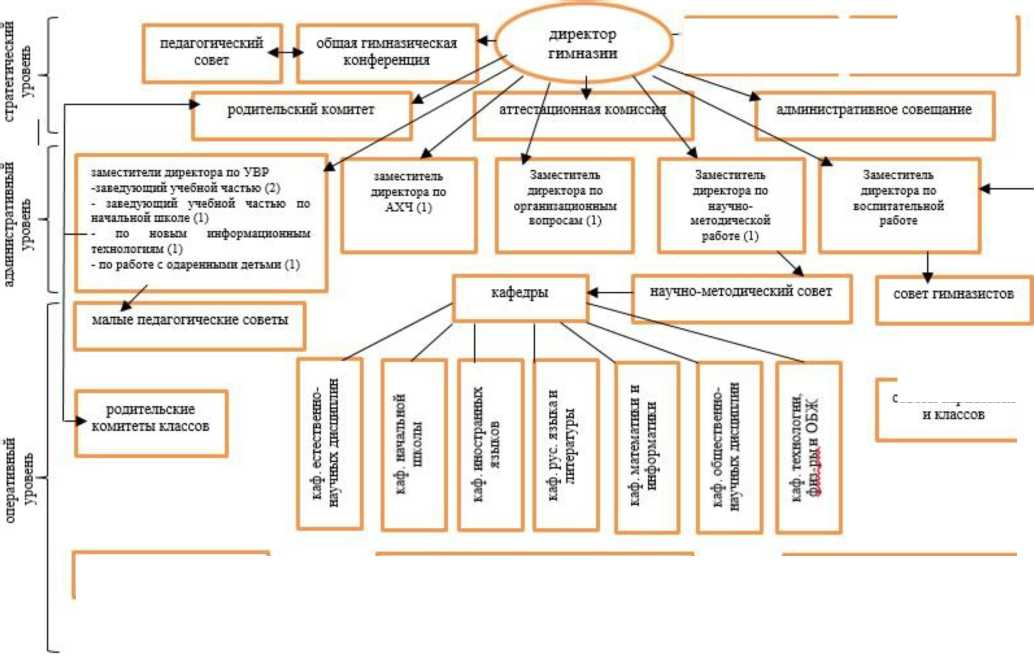 стратегический
уровень
педагогический
совет
общая гимназическая
конференция
директор
гимназии
родительский комитет
аттестационная комиссия
административное совещание
административный
уровень
заместители директора по УВР
-заведующий учебной частью (2)
- заведующий учебной частью по
начальной школе (1)
- по новым информационным
технологиям (1)
- по работе с одаренными детьми (1)
заместитель
директора по
АХЧ (1)
Заместитель
директора по
организационным
вопросам (1)
Заместитель
директора по
научно-
методической
работе (1)
Заместитель
директора по
воспитательной
работе
кафедры
научно-методический совет
совет гимназистов
малые педагогические советы
оперативный
уровень
родительские
комитеты классов
каф. естественно-
научных дисциплин
каф. начальной
школы
каф. иностранных
языков
каф. рус. языка и
литературы
каф. математики и
информатики
каф. общественно-
научных дисциплин
каф. технологии,
физ-ры и ОБЖ
и классов